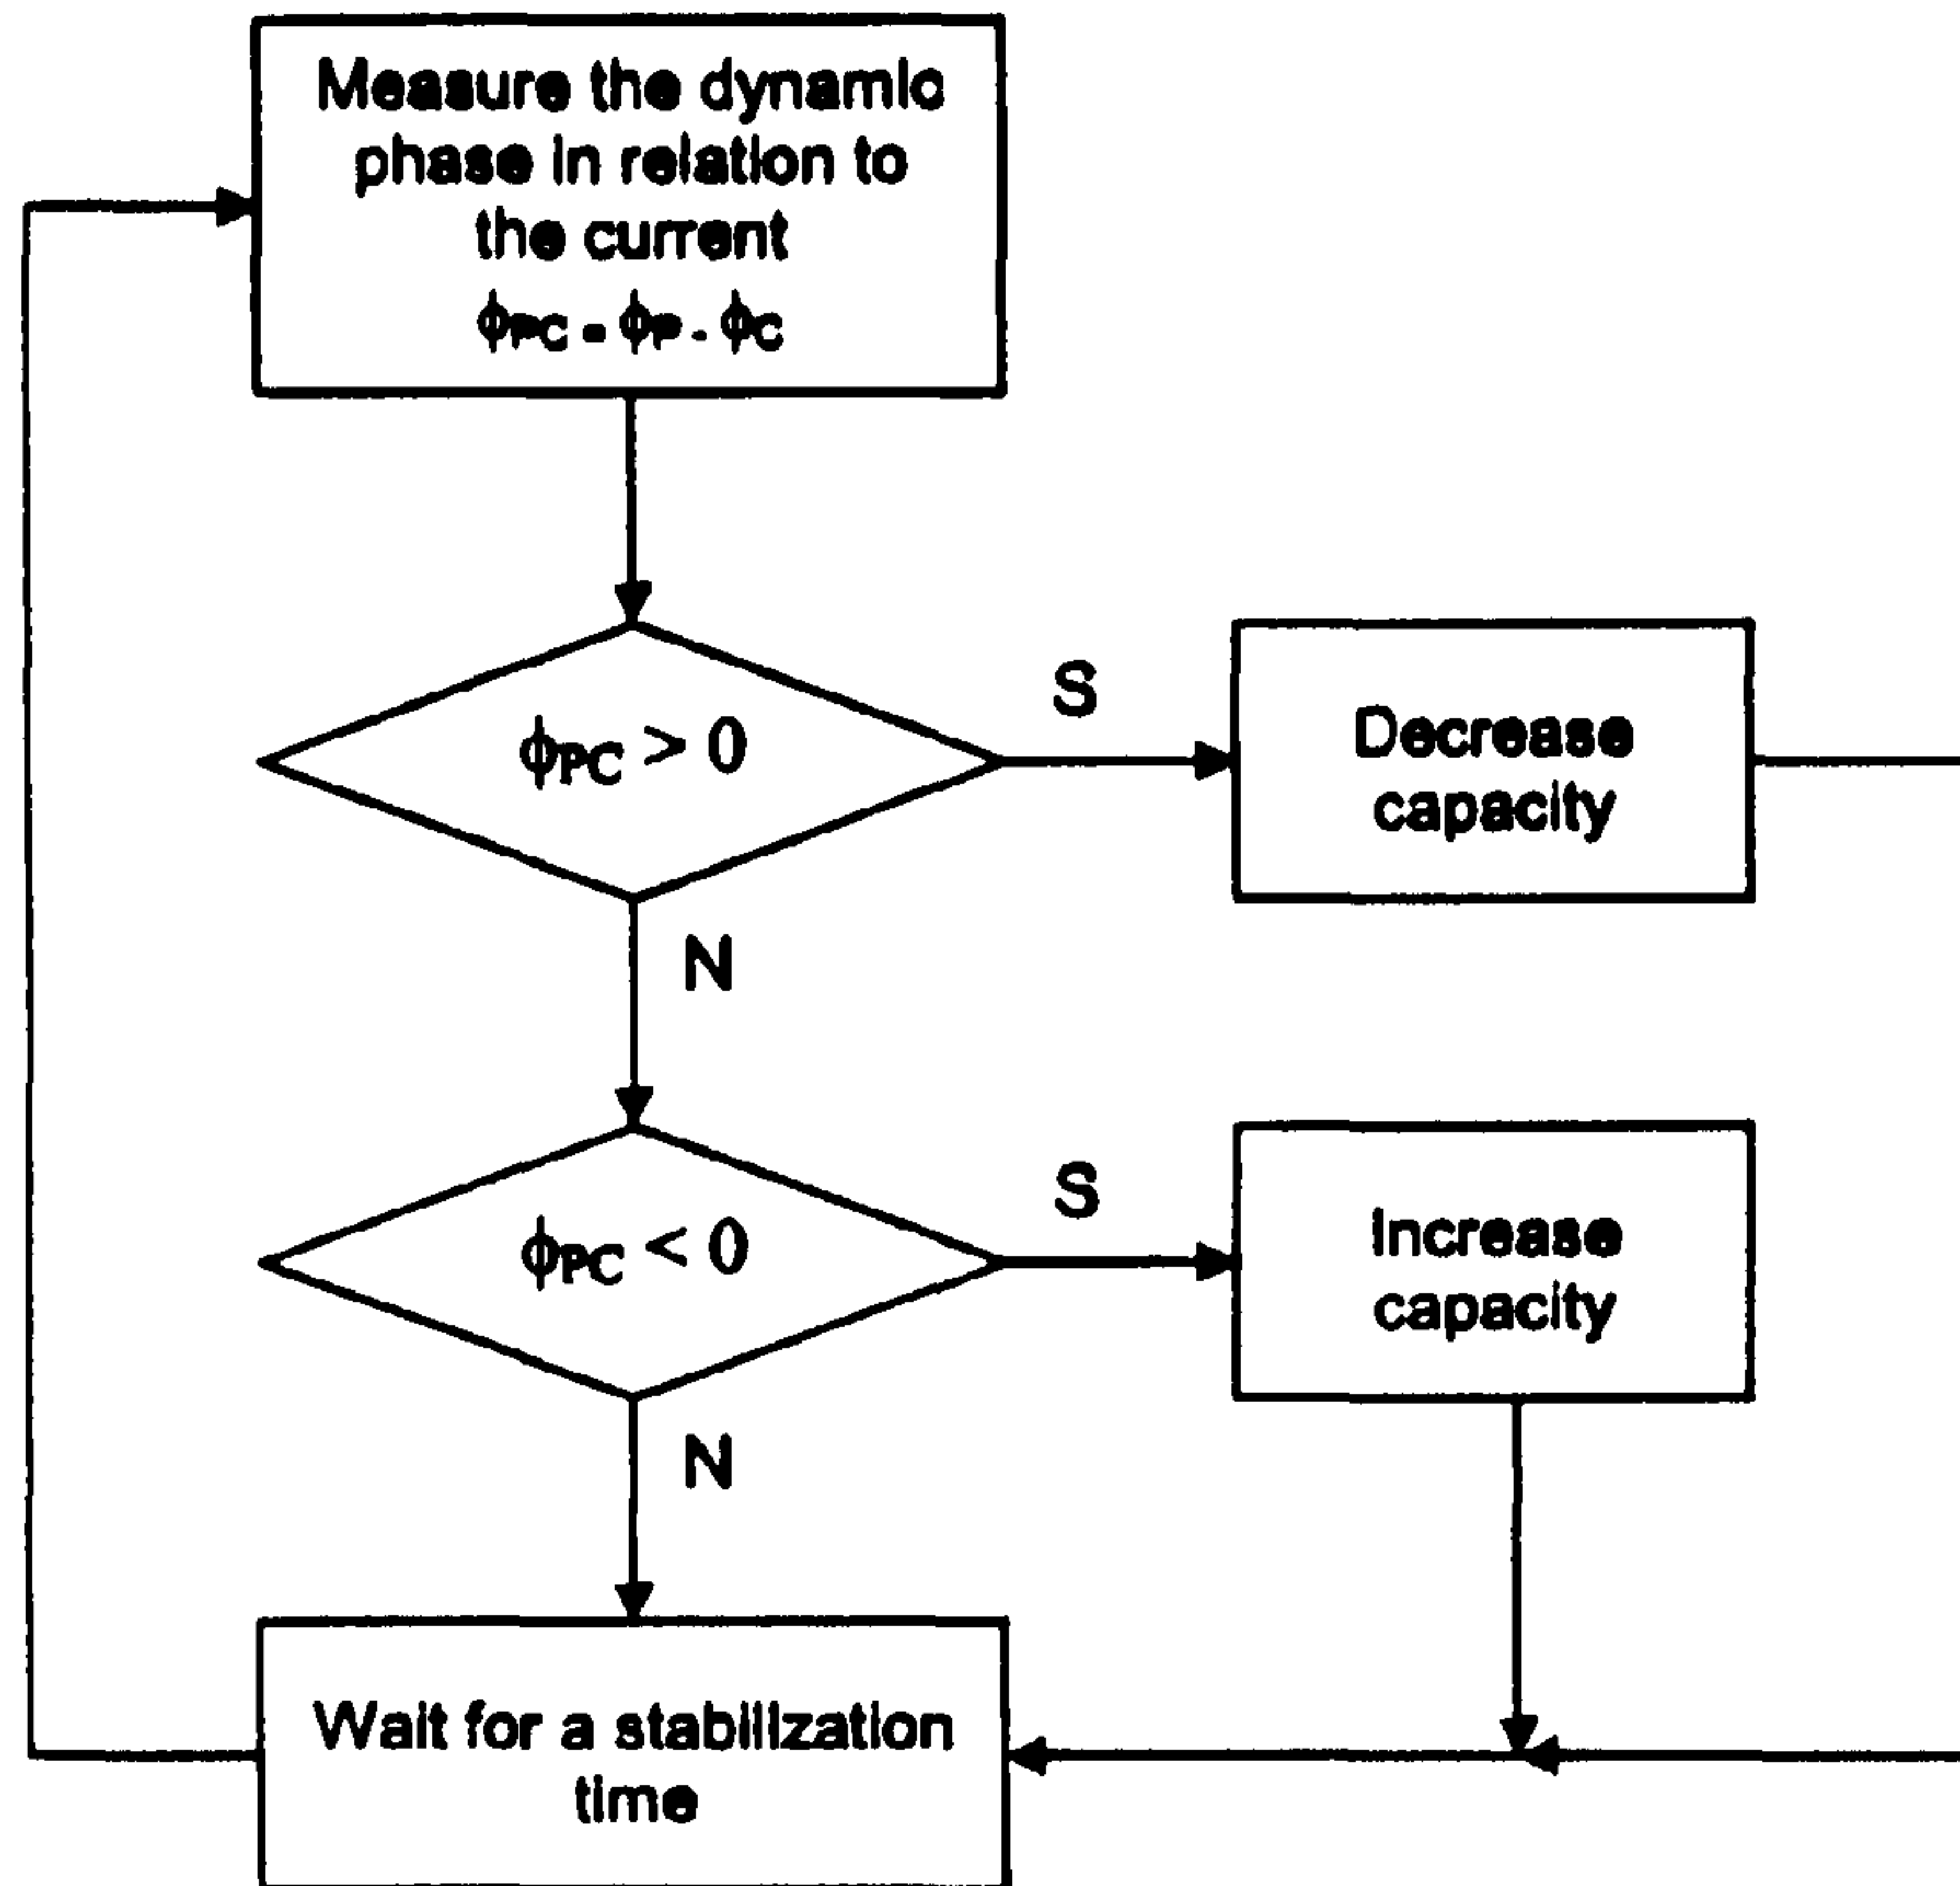 Measure the dynamic
phase in relation to
the current
ϕPC = ϕP - ϕC
ϕPC > 0
S
Decrease
capacity
N
ϕPC < 0
S
Increase
capacity
N
Wait for a stabilization
time